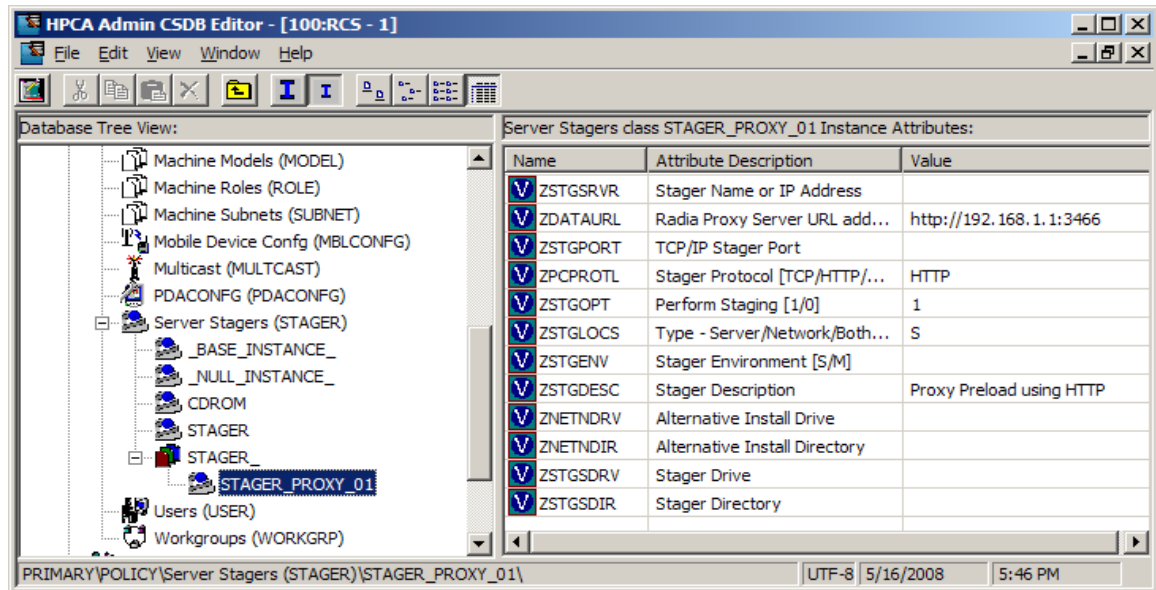 HPCA Admin CSDB Editor - [100:RCS - 1]
File Edit View Window Help
Database Tree View:
Machine Models (MODEL)
Machine Roles (ROLE)
Machine Subnets (SUBNET)
Mobile Device Confg (MBLCONFG)
Multicast (MULTCAST)
PDACONFG (PDACONFG)
Server Stagers (STAGER)
_BASE_INSTANCE_
_NULL_INSTANCE_
CDROM
STAGER
STAGER_
STAGER_PROXY_01
Users (USER)
Workgroups (WORKGRP)
Server Stagers class STAGER_PROXY_01 Instance Attributes:
Name Attribute Description Value
V ZSTGSRVR Stager Name or IP Address
V ZDATAURL Radia Proxy Server URL add... http://192.168.1.1:3466
V ZSTGPORT TCP/IP Stager Port
V ZPCPROTL Stager Protocol [TCP/HTTP/... HTTP
V ZSTGOPT Perform Staging [1/0] 1
V ZSTGLOCS Type - Server/Network/Both... S
V ZSTGENV Stager Environment [S/M]
V ZSTGDESC Stager Description Proxy Preload using HTTP
V ZNETNDRV Alternative Install Drive
V ZNETNDIR Alternative Install Directory
V ZSTGSDRV Stager Drive
V ZSTGSDIR Stager Directory
PRIMARY\POLICY\Server Stagers (STAGER)\STAGER_PROXY_01\ UTF-8 5/16/2008 5:46 PM